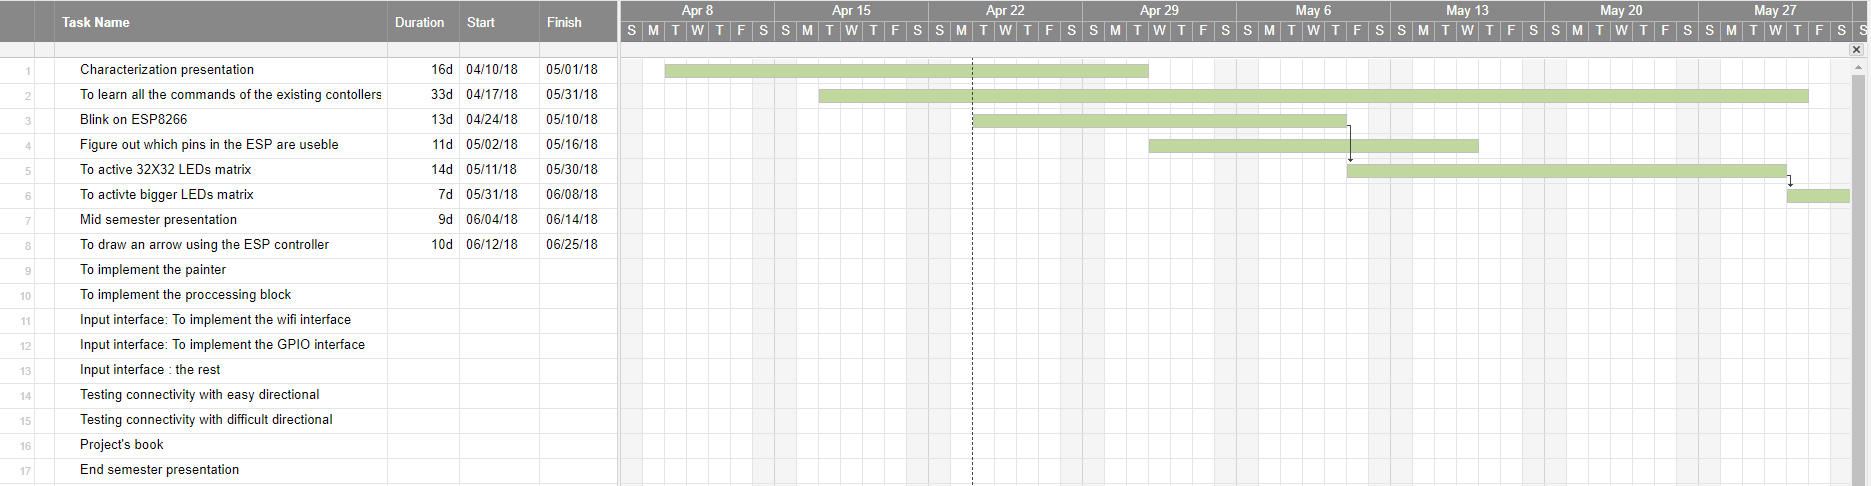 Task Name Duration Start Finish Apr 8 Apr 15 Apr 22 Apr 29 May 6 May 13 May 20 May 27
S M T W T F S S M T W T F S S M T W T F S S M T W T F S S M T W T F S S M T W T F S S M T W T F S S M T W T F S S
1 Characterization presentation 16d 04/10/18 05/01/18
2 To learn all the commands of the existing contollers 33d 04/17/18 05/31/18
3 Blink on ESP8266 13d 04/24/18 05/10/18
4 Figure out which pins in the ESP are useble 11d 05/02/18 05/16/18
5 To active 32X32 LEDs matrix 14d 05/11/18 05/30/18
6 To activte bigger LEDs matrix 7d 05/31/18 06/08/18
7 Mid semester presentation 9d 06/04/18 06/14/18
8 To draw an arrow using the ESP controller 10d 06/12/18 06/25/18
9 To implement the painter
10 To implement the proccessing block
11 Input interface: To implement the wifi interface
12 Input interface: To implement the GPIO interface
13 Input interface : the rest
14 Testing connectivity with easy directional
15 Testing connectivity with difficult directional
16 Project's book
17 End semester presentation